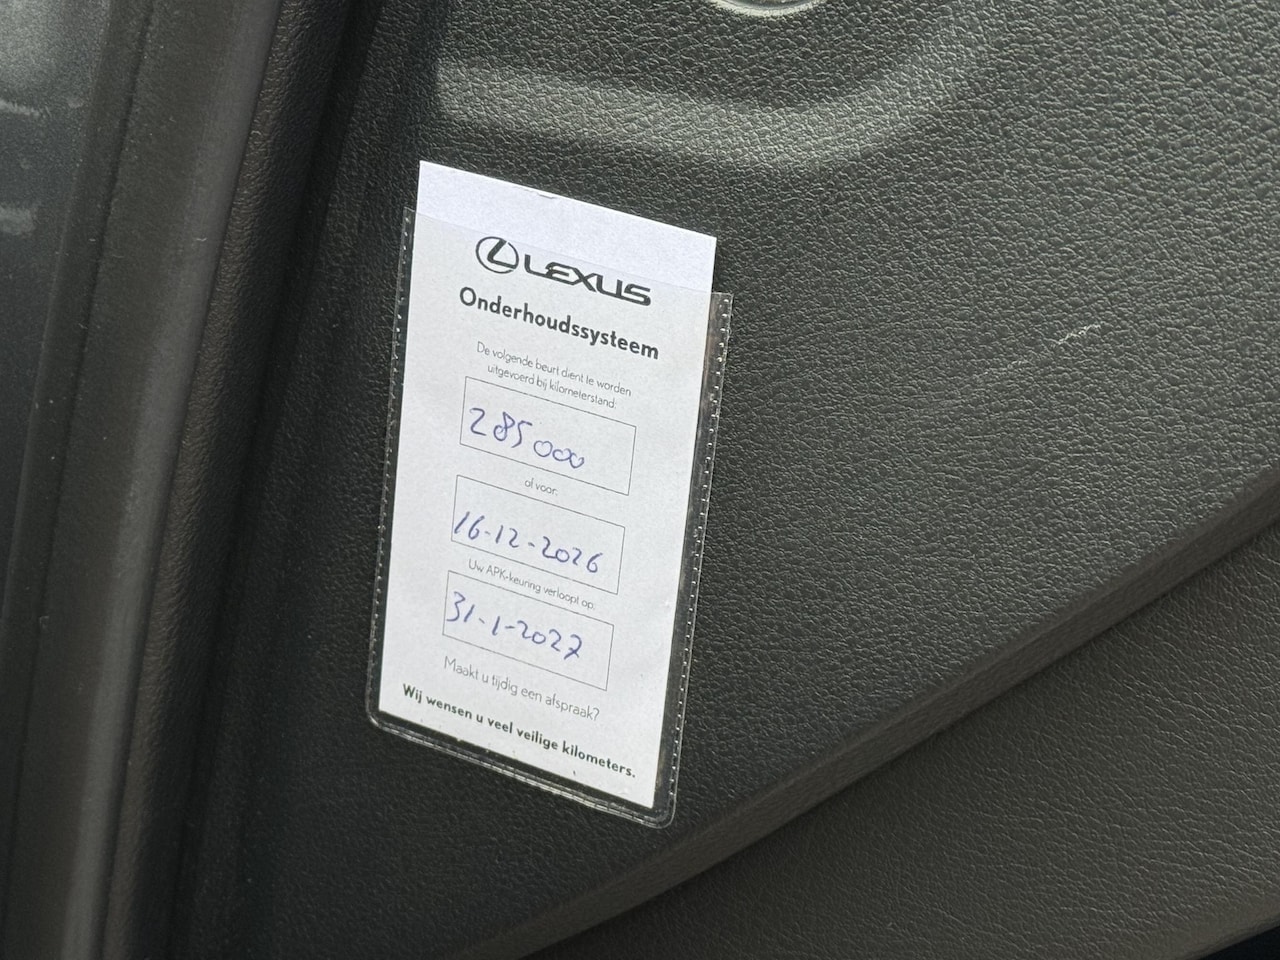 LEXUS
Onderhoudssysteem
De volgende beurt dient te worden
uitgevoerd bij kilometerstand:
285000
of voor:
16-12-2026
Uw APK-keuring verloopt op:
31-1-2027
Maakt u tijdig een afspraak?
Wij wensen u veel veilige kilometers.